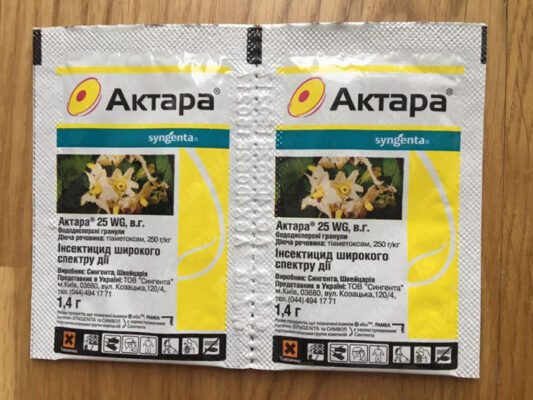 Актара®
syngenta
Актара® 25 WG, в.г.
Вододисперсні гранули
Діюча речовина: тіаметоксам, 250 г/кг
Інсектицид широкого
спектру дії
Виробник: Сингента, Швейцарія
Представник в Україні: ТОВ "Сингента"
м.Київ, 03680, вул. Козацька,120/4,
тел.(044) 494 17 71
1,4 г
Актара®
syngenta
Актара® 25 WG, в.г.
Вододисперсні гранули
Діюча речовина: тіаметоксам, 250 г/кг
Інсектицид широкого
спектру дії
Виробник: Сингента, Швейцарія
Представник в Україні: ТОВ "Сингента"
м.Київ, 03680, вул. Козацька,120/4,
тел.(044) 494 17 71
1,4 г